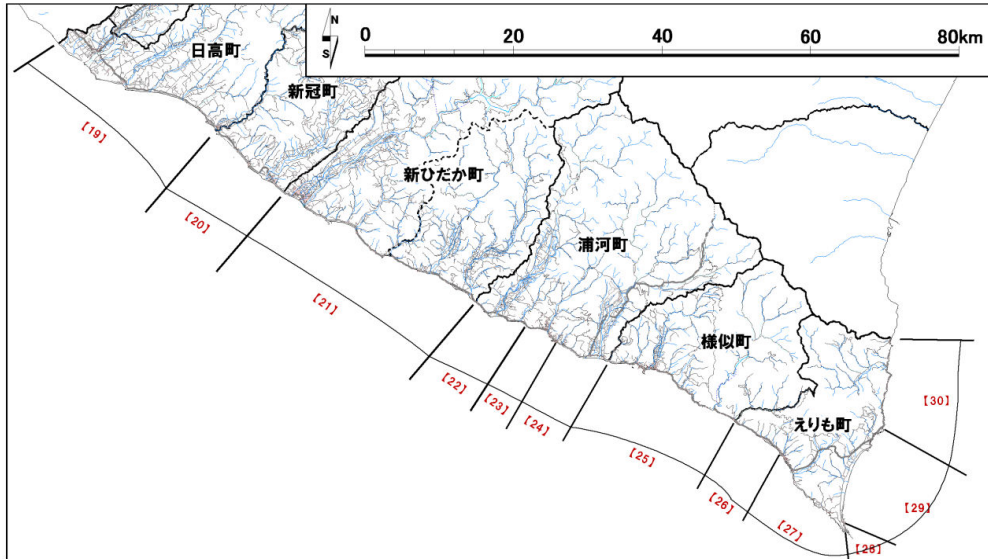 N
S
0 20 40 60 80km
日高町
新冠町
新ひだか町
浦河町
様似町
えりも町
【19】
【20】
【21】
【22】
【23】
【24】
【25】
【26】
【27】
【28】
【29】
【30】